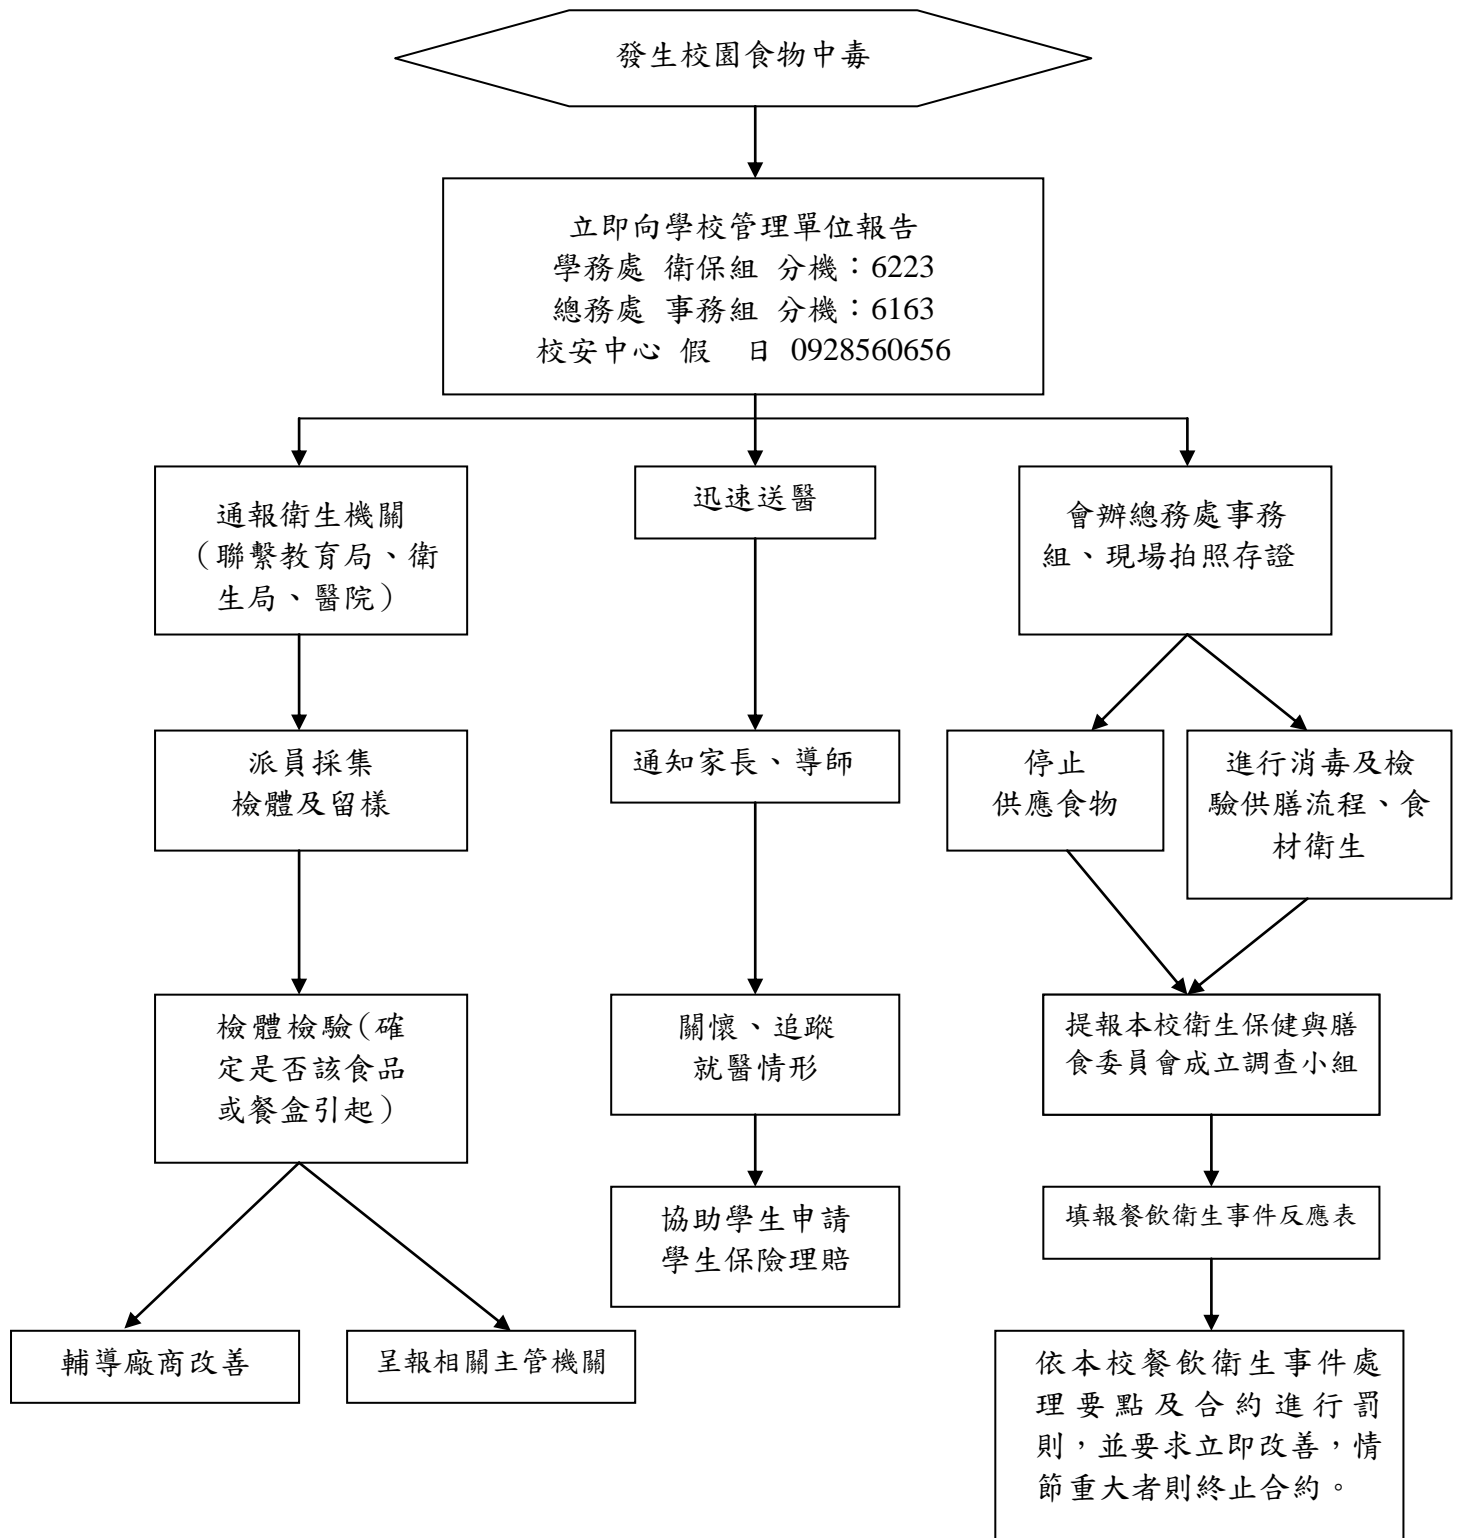 發生校園食物中毒
立即向學校管理單位報告
學務處 衛保組 分機：6223
總務處 事務組 分機：6163
校安中心 假 日 0928560656
通報衛生機關
（聯繫教育局、衛
生局、醫院）
迅速送醫
會辦總務處事務
組、現場拍照存證
派員採集
檢體及留樣
通知家長、導師
停止
供應食物
進行消毒及檢
驗供膳流程、食
材衛生
檢體檢驗(確
定是否該食品
或餐盒引起）
關懷、追蹤
就醫情形
提報本校衛生保健與膳
食委員會成立調查小組
協助學生申請
學生保險理賠
填報餐飲衛生事件反應表
輔導廠商改善
呈報相關主管機關
依本校餐飲衛生事件處
理要點及合約進行罰
則，並要求立即改善，情
節重大者則終止合約。